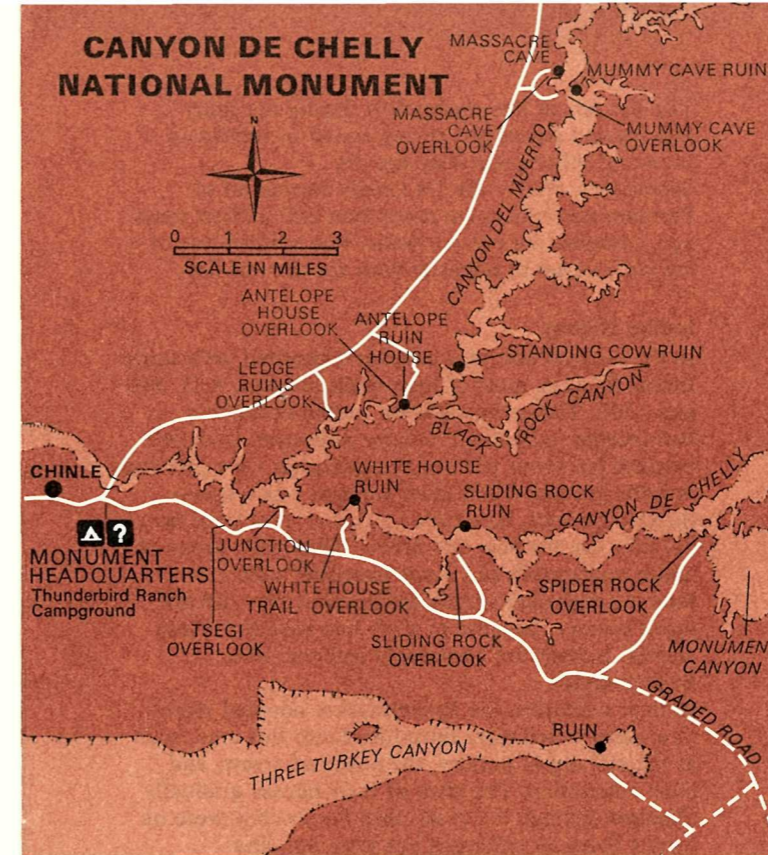 CANYON DE CHELLY
NATIONAL MONUMENT
MASSACRE
CAVE
MUMMY CAVE RUIN
MASSACRE
CAVE
OVERLOOK
MUMMY CAVE
OVERLOOK
N
0 1 2 3
SCALE IN MILES
CANYON DEL MUERTO
ANTELOPE
HOUSE
OVERLOOK
ANTELOPE
RUIN
HOUSE
STANDING COW RUIN
LEDGE
RUINS
OVERLOOK
BLACK
ROCK CANYON
CHINLE
WHITE HOUSE
RUIN
SLIDING ROCK
RUIN
CANYON DE CHELLY
?
MONUMENT
HEADQUARTERS
Thunderbird Ranch
Campground
JUNCTION
OVERLOOK
WHITE HOUSE
TRAIL OVERLOOK
SPIDER ROCK
OVERLOOK
TSEGI
OVERLOOK
SLIDING ROCK
OVERLOOK
MONUMEN
CANYON
GRADED ROAD
RUIN
THREE TURKEY CANYON